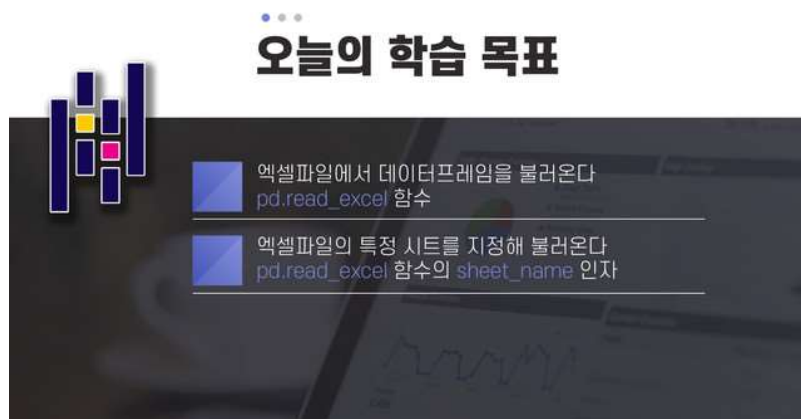 오늘의 학습 목표
엑셀파일에서 데이터프레임을 불러온다
pd.read_excel 함수
엑셀파일의 특정 시트를 지정해 불러온다
pd.read_excel 함수의 sheet_name 인자